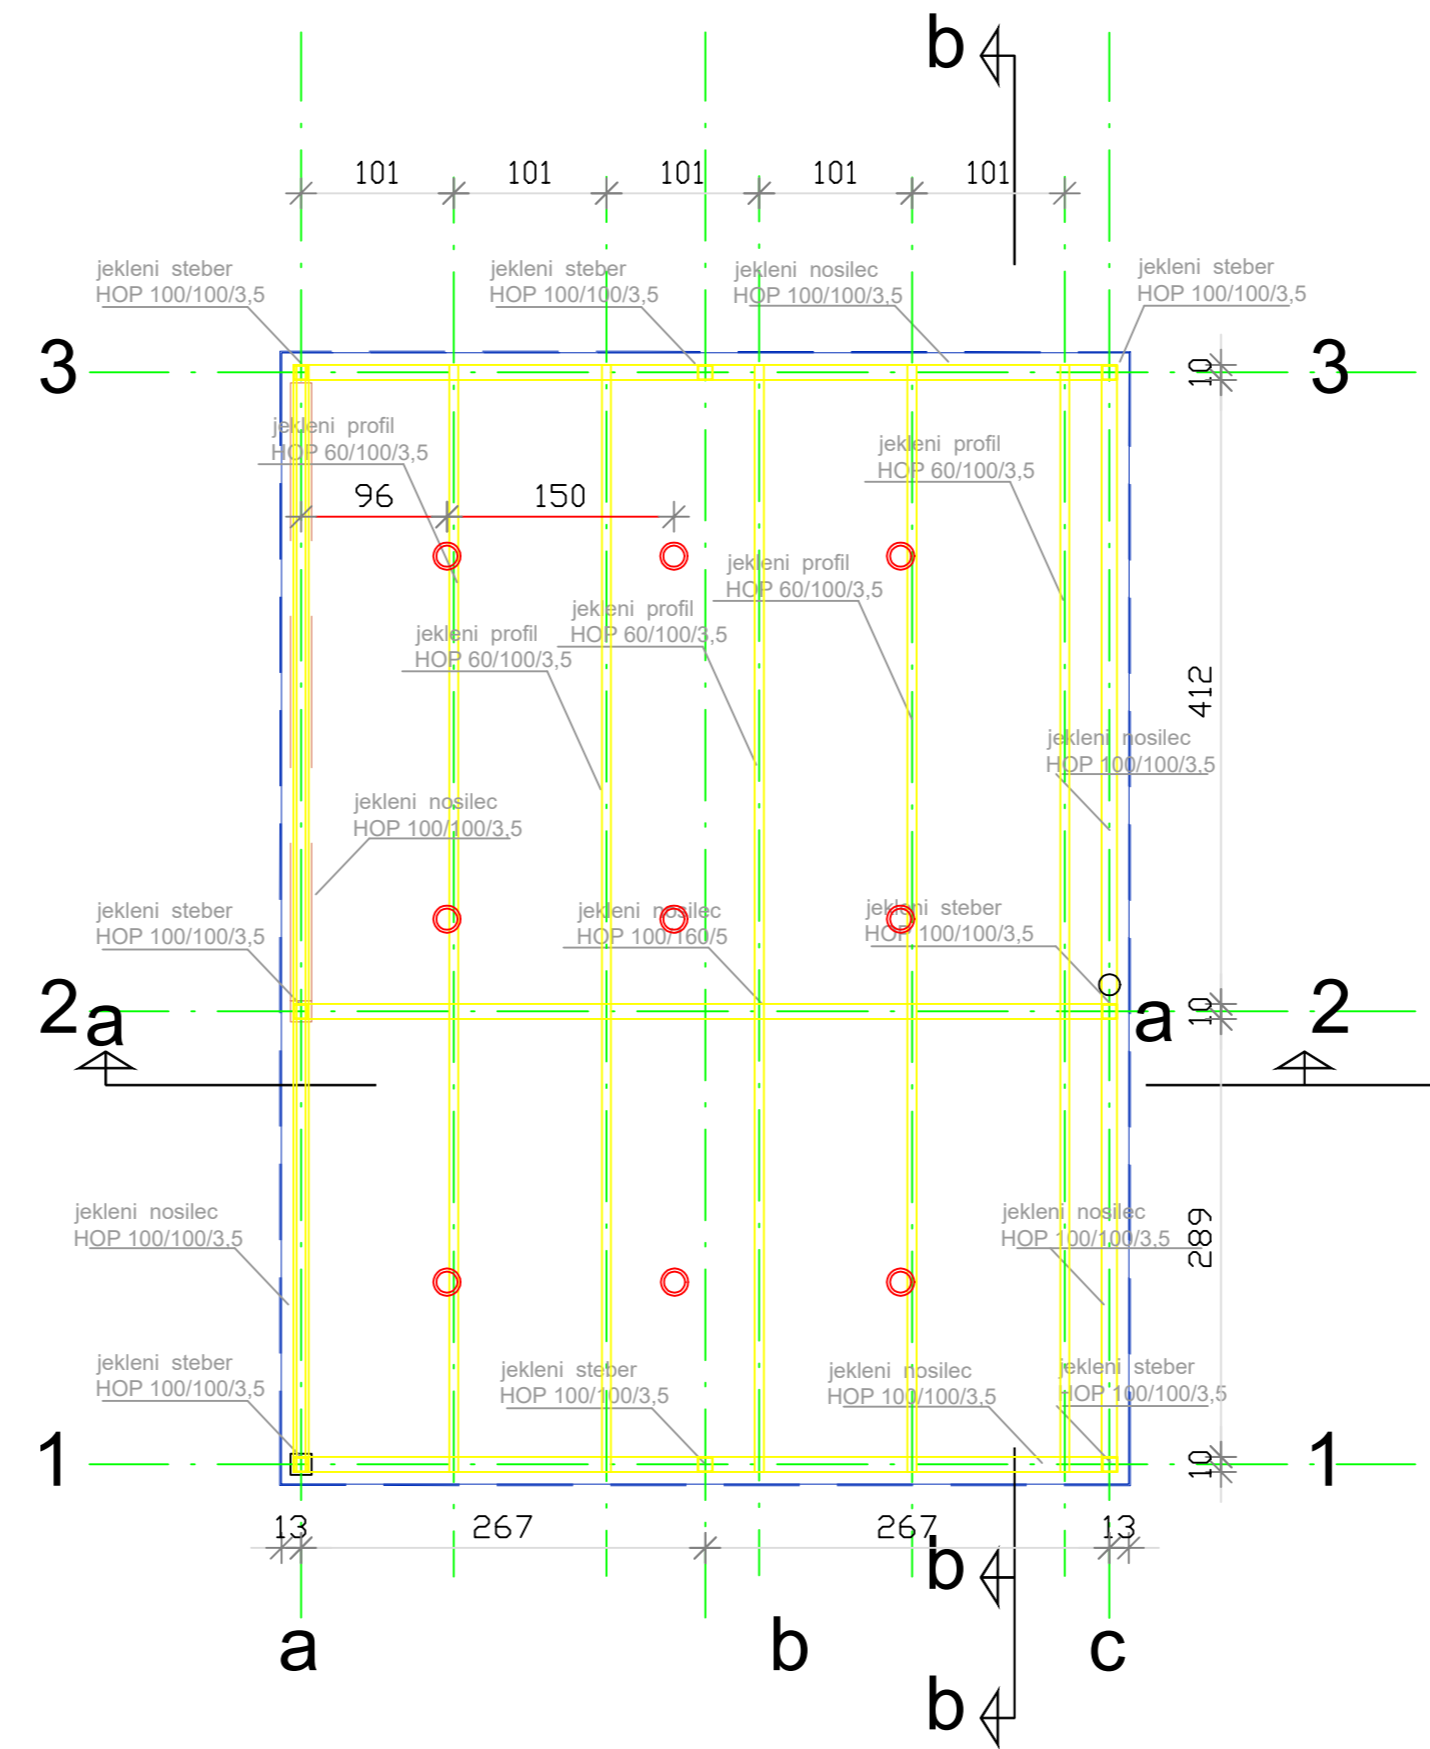 b
101 101 101 101 101
jekleni steber
HOP 100/100/3,5
jekleni steber
HOP 100/100/3,5
jekleni nosilec
HOP 100/100/3,5
jekleni steber
HOP 100/100/3,5
3
10
3
jekleni profil
HOP 60/100/3,5
jekleni profil
HOP 60/100/3,5
96 150
jekleni profil
HOP 60/100/3,5
jekleni profil
HOP 60/100/3,5
jekleni profil
HOP 60/100/3,5
412
jekleni nosilec
HOP 100/100/3,5
jekleni nosilec
HOP 100/100/3,5
jekleni steber
HOP 100/100/3,5
jekleni nosilec
HOP 100/160/5
jekleni steber
HOP 100/100/3,5
2
a
a
10
2
jekleni nosilec
HOP 100/100/3,5
jekleni nosilec
HOP 100/100/3,5
289
jekleni steber
HOP 100/100/3,5
jekleni steber
HOP 100/100/3,5
jekleni nosilec
HOP 100/100/3,5
jekleni steber
HOP 100/100/3,5
1
10
1
13 267 267 13
b
a b c
b